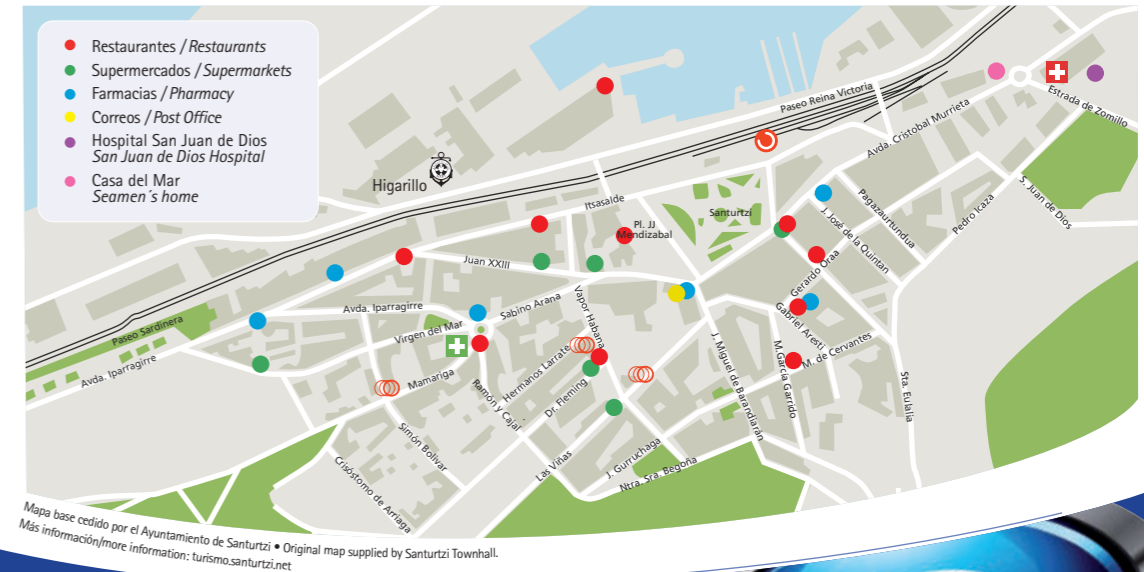 Restaurantes / Restaurants
Supermercados / Supermarkets
Farmacias / Pharmacy
Correos / Post Office
Hospital San Juan de Dios
San Juan de Dios Hospital
Casa del Mar
Seamen´s home
Higarillo
Paseo Reina Victoria
Avda. Cristobal Murrieta
Estrada de Zomillo
Itsasalde
Pl. JJ
Mendizabal
Santurtzi
Pagazaurtundua
J. José de la Quintan
S. Juan de Dios
Pedro Icaza
Juan XXIII
Gerardo Oraa
Avda. Iparragirre
Sabino Arana
Vapor Habana
Gabriel Aresti
Paseo Sardinera
Virgen del Mar
Avda. Iparragirre
Mamariga
Hermanos Larrate
J. Miguel de Barandiarán
M.García Garrido
M. de Cervantes
Sta. Eulalia
Ramón y Cajal
Dr. Fleming
Simón Bolivar
Crisóstomo de Arriaga
Las Viñas
J. Gurruchaga
Ntra. Sra. Begoña
Mapa base cedido por el Ayuntamiento de Santurtzi • Original map supplied by Santurtzi Townhall.
Más información/more information: turismo.santurtzi.net